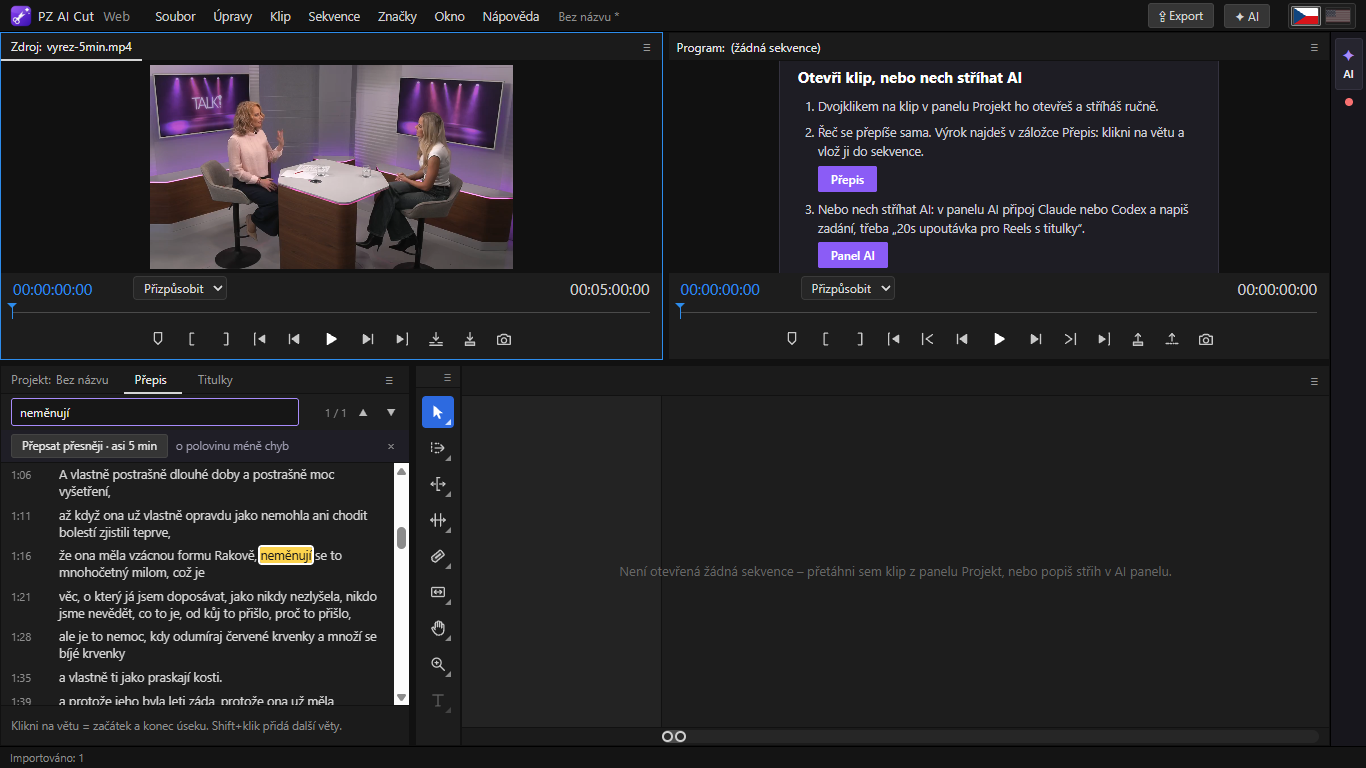 PZ AI Cut Web Soubor Úpravy Klip Sekvence Značky Okno Nápověda Bez názvu * Export AI
Zdroj: vyrez-5min.mp4
TALK
00:00:00:00 Přizpůsobit 00:05:00:00
Program: (žádná sekvence)
Otevři klip, nebo nech stříhat AI
1. Dvojklikem na klip v panelu Projekt ho otevřeš a stříháš ručně.
2. Řeč se přepíše sama. Výrok najdeš v záložce Přepis: klikni na větu a
vlož ji do sekvence.
Přepis
3. Nebo nech stříhat AI: v panelu AI připoj Claude nebo Codex a napiš
zadání, třeba „20s upoutávka pro Reels s titulky“.
Panel AI
00:00:00:00 Přizpůsobit 00:00:00:00
AI
Projekt: Bez názvu Přepis Titulky
neměnují 1 / 1
Přepsat přesněji · asi 5 min o polovinu méně chyb ×
1:06 A vlastně postrašně dlouhé doby a postrašně moc
vyšetření,
1:11 až když ona už vlastně opravdu jako nemohla ani chodit
bolestí zjistili teprve,
1:16 že ona měla vzácnou formu Rakově, neměnují se to
mnohočetný milom, což je
1:21 věc, o který já jsem doposávat, jako nikdy nezlyšela, nikdo
jsme nevědět, co to je, od kůj to přišlo, proč to přišlo,
1:28 ale je to nemoc, kdy odumíraj červené krvenky a množí se
bíjé krvenky
1:35 a vlastně ti jako praskají kosti.
1:39 a protože jeho byla leti záda, protože ona už měla
Klikni na větu = začátek a konec úseku. Shift+klik přidá další věty.
Není otevřená žádná sekvence – přetáhni sem klip z panelu Projekt, nebo popiš střih v AI panelu.
Importováno: 1